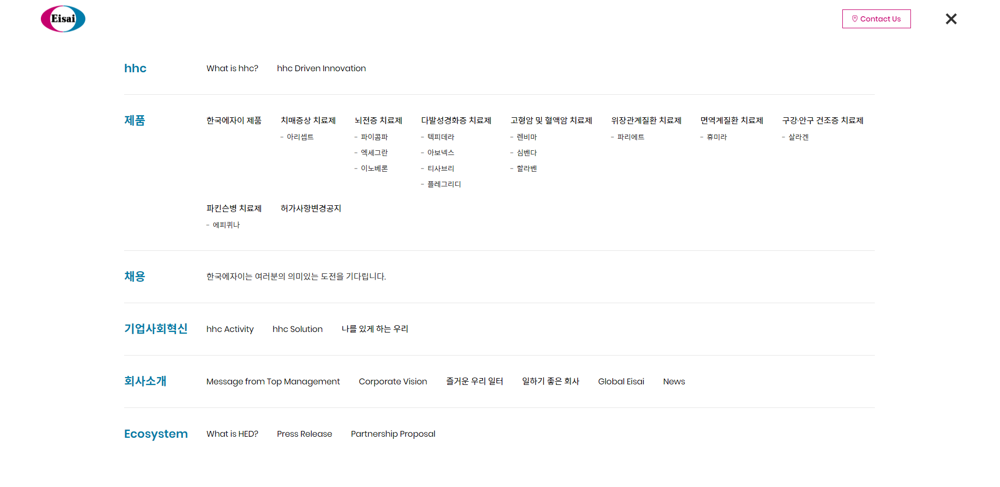 Eisai
Contact Us
hhc
What is hhc? hhc Driven Innovation
제품
한국에자이 제품 치매증상 치료제 뇌전증 치료제 다발성경화증 치료제 고형암 및 혈액암 치료제 위장관계질환 치료제 면역계질환 치료제 구강·안구 건조증 치료제
- 아리셉트 - 파이콤파 - 텍피데라 - 렌비마 - 파리에트 - 휴미라 - 살라겐
- 엑세그란 - 아보넥스 - 심벤다
- 이노베론 - 티사브리 - 할라벤
- 플레그리디
파킨슨병 치료제 허가사항변경공지
- 에피퀴나
채용
한국에자이는 여러분의 의미있는 도전을 기다립니다.
기업사회혁신
hhc Activity hhc Solution 나를 있게 하는 우리
회사소개
Message from Top Management Corporate Vision 즐거운 우리 일터 일하기 좋은 회사 Global Eisai News
Ecosystem
What is HED? Press Release Partnership Proposal